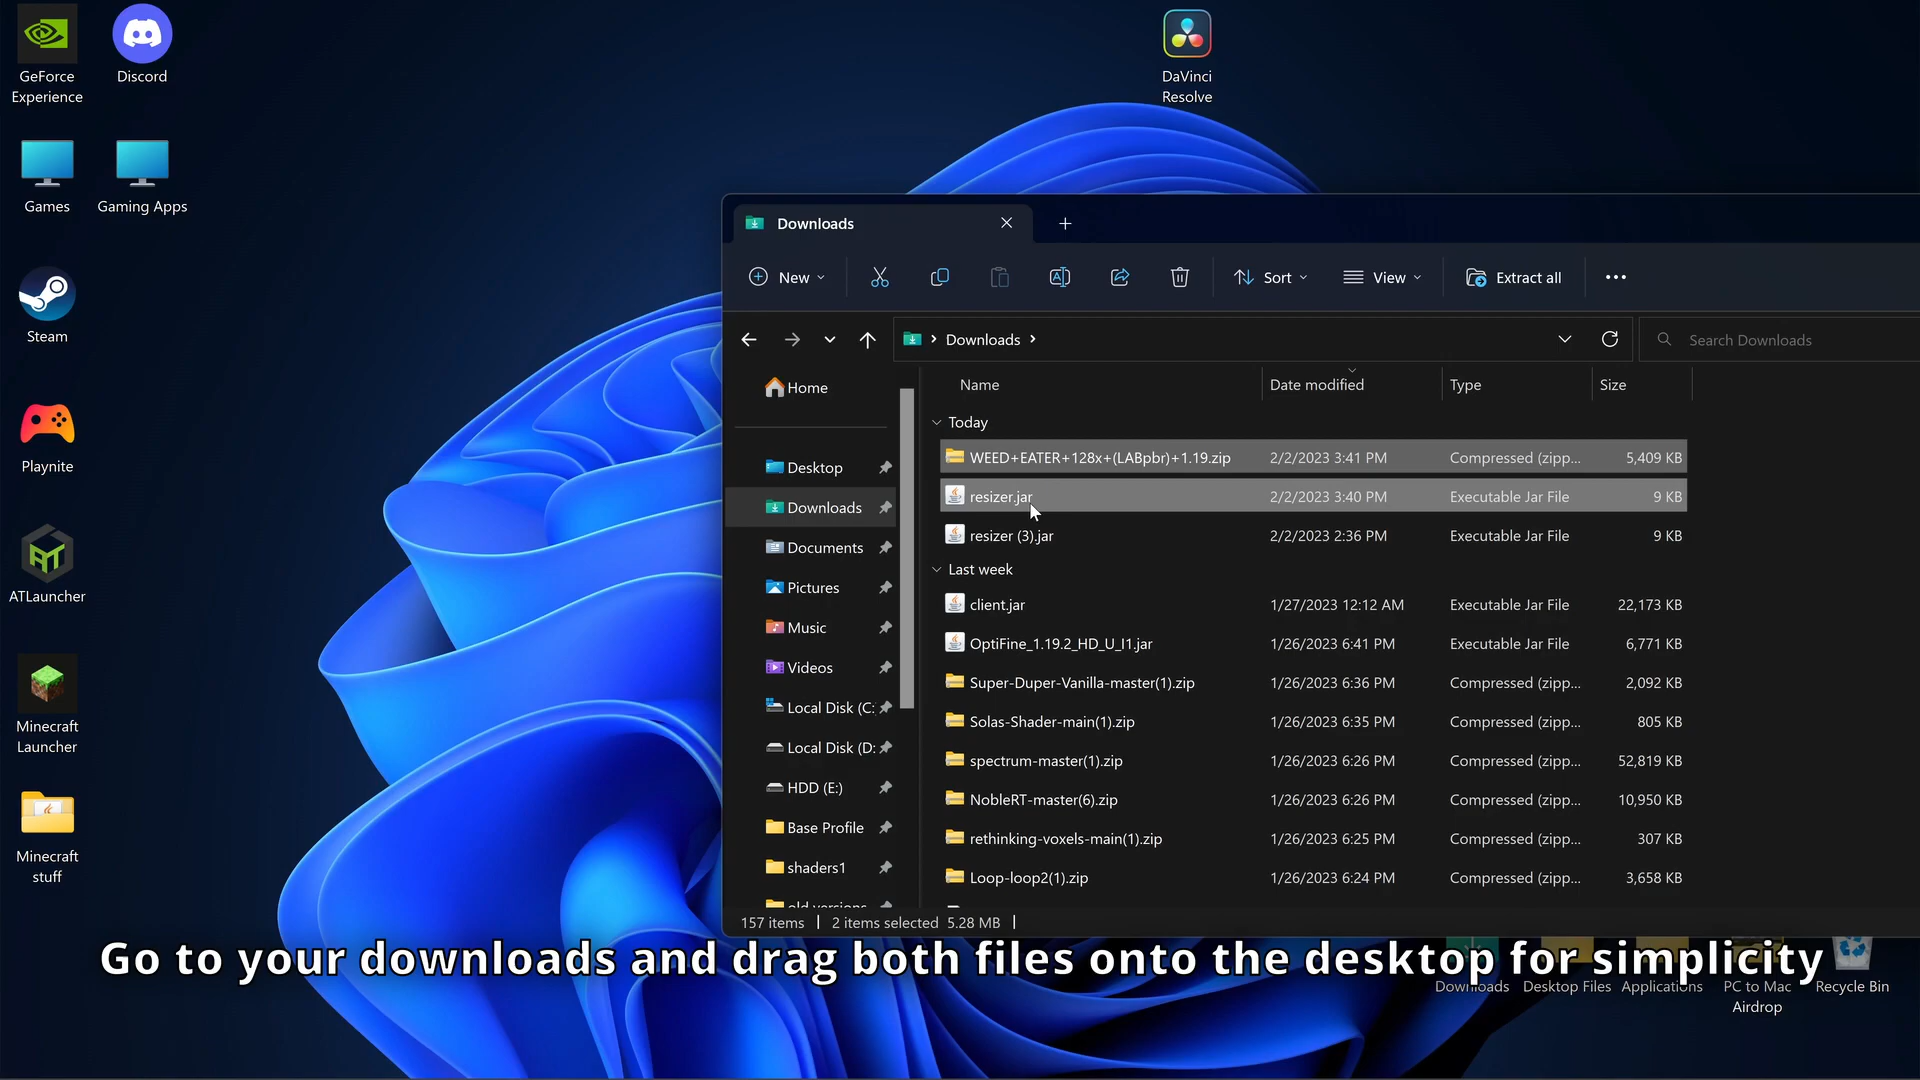 GeForce
Experience
Discord
DaVinci
Resolve
Games
Gaming Apps
Steam
Playnite
ATLauncher
Minecraft
Launcher
Minecraft
stuff
Downloads
New
Sort
View
Extract all
Downloads
Search Downloads
Home
Desktop
Downloads
Documents
Pictures
Music
Videos
Local Disk (C:
Local Disk (D:
HDD (E:)
Base Profile
shaders1
old versions
Name Date modified Type Size
Today
WEED+EATER+128x+(LABpbr)+1.19.zip 2/2/2023 3:41 PM Compressed (zipp... 5,409 KB
resizer.jar 2/2/2023 3:40 PM Executable Jar File 9 KB
resizer (3).jar 2/2/2023 2:36 PM Executable Jar File 9 KB
Last week
client.jar 1/27/2023 12:12 AM Executable Jar File 22,173 KB
OptiFine_1.19.2_HD_U_I1.jar 1/26/2023 6:41 PM Executable Jar File 6,771 KB
Super-Duper-Vanilla-master(1).zip 1/26/2023 6:36 PM Compressed (zipp... 2,092 KB
Solas-Shader-main(1).zip 1/26/2023 6:35 PM Compressed (zipp... 805 KB
spectrum-master(1).zip 1/26/2023 6:26 PM Compressed (zipp... 52,819 KB
NobleRT-master(6).zip 1/26/2023 6:26 PM Compressed (zipp... 10,950 KB
rethinking-voxels-main(1).zip 1/26/2023 6:25 PM Compressed (zipp... 307 KB
Loop-loop2(1).zip 1/26/2023 6:24 PM Compressed (zipp... 3,658 KB
157 items 2 items selected 5.28 MB
Go to your downloads and drag both files onto the desktop for simplicity
Downloads
Desktop Files
Applications
PC to Mac
Airdrop
Recycle Bin